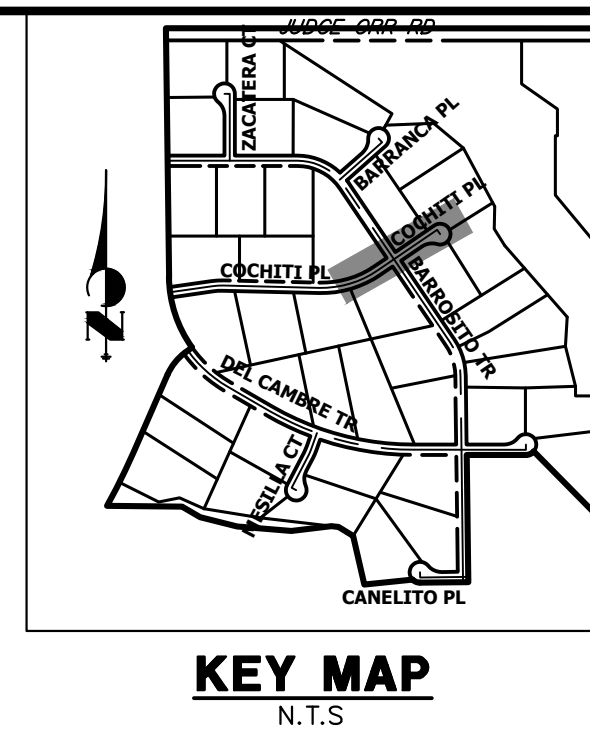 JUDGE ORR RD
ZACATERA CT
BARRANCA PL
COCHITI PL
COCHITI PL
BARROSITO TR
DEL CAMBRE TR
MESILLA CT
CANELITO PL
N
KEY MAP
N.T.S